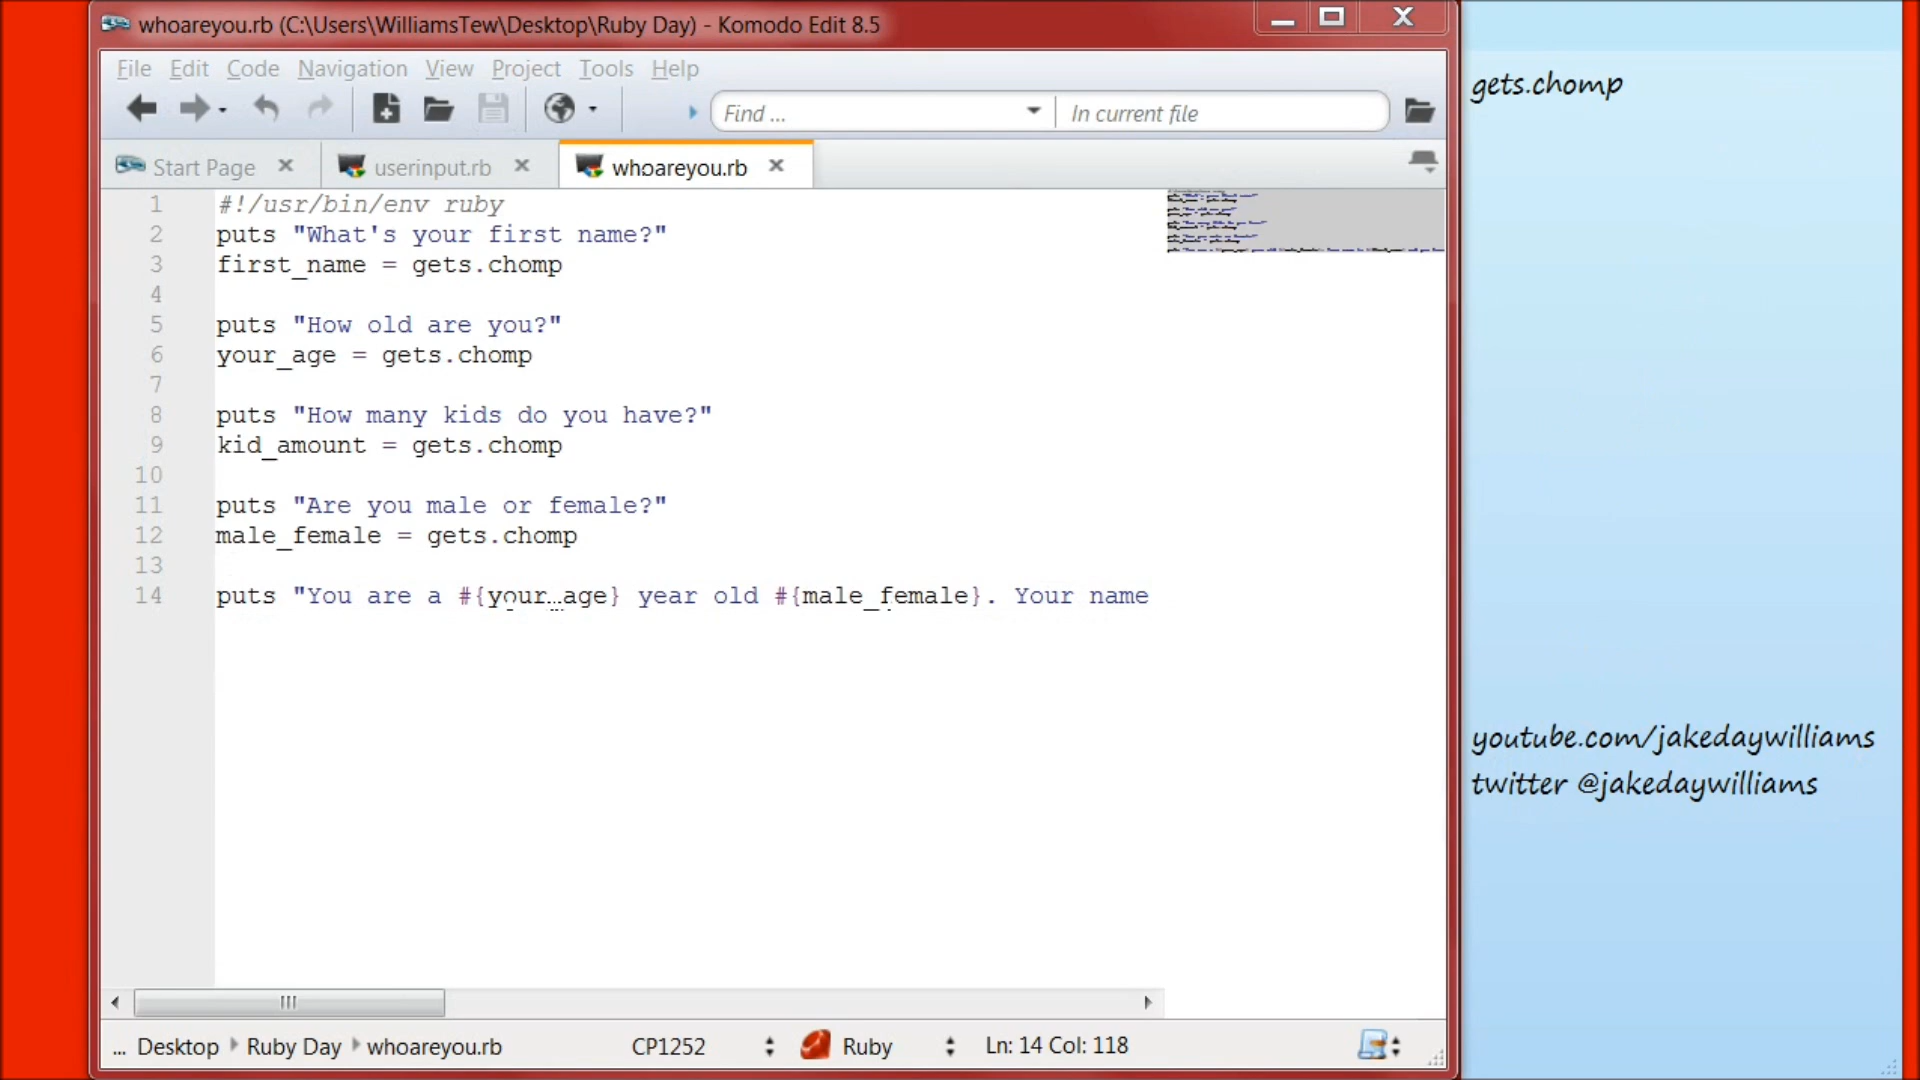 whoareyou.rb (C:\Users\WilliamsTew\Desktop\Ruby Day) - Komodo Edit 8.5
File Edit Code Navigation View Project Tools Help
Find ... In current file
Start Page userinput.rb whoareyou.rb
1 #!/usr/bin/env ruby
2 puts "What's your first name?"
3 first_name = gets.chomp
4
5 puts "How old are you?"
6 your_age = gets.chomp
7
8 puts "How many kids do you have?"
9 kid_amount = gets.chomp
10
11 puts "Are you male or female?"
12 male_female = gets.chomp
13
14 puts "You are a #{your_age} year old #{male_female}. Your name
... Desktop Ruby Day whoareyou.rb CP1252 Ruby Ln: 14 Col: 118
gets.chomp
youtube.com/jakedaywilliams
twitter @jakedaywilliams